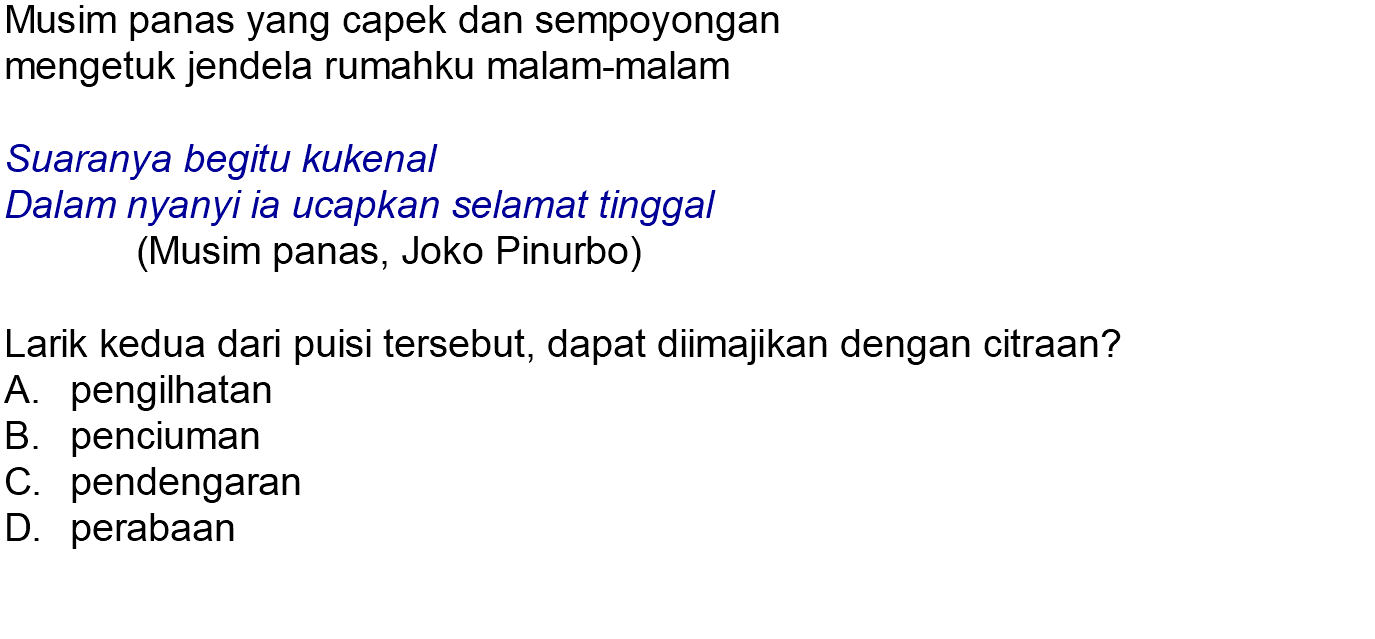 Musim panas yang capek dan sempoyongan
mengetuk jendela rumahku malam-malam
Suaranya begitu kukenal
Dalam nyanyi ia ucapkan selamat tinggal
(Musim panas, Joko Pinurbo)
Larik kedua dari puisi tersebut, dapat diimajikan dengan citraan?
A. pengilhatan
B. penciuman
C. pendengaran
D. perabaan